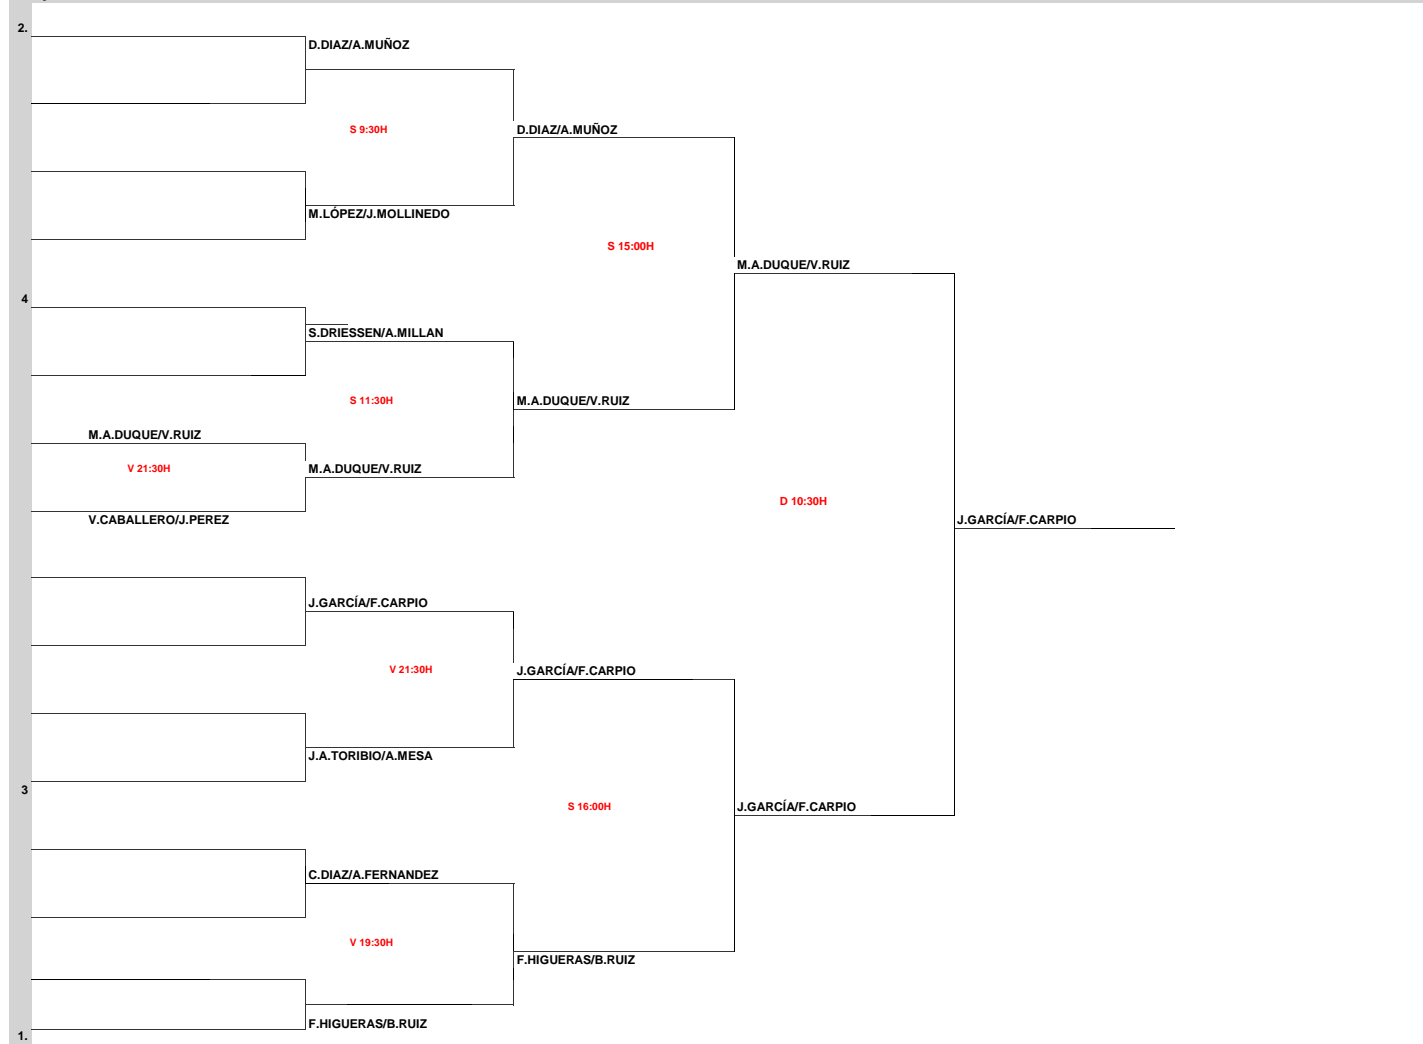 2.
D.DIAZ/A.MUÑOZ
S 9:30H
D.DIAZ/A.MUÑOZ
M.LÓPEZ/J.MOLLINEDO
S 15:00H
M.A.DUQUE/V.RUIZ
4
S.DRIESSEN/A.MILLAN
S 11:30H
M.A.DUQUE/V.RUIZ
M.A.DUQUE/V.RUIZ
V 21:30H
M.A.DUQUE/V.RUIZ
D 10:30H
V.CABALLERO/J.PEREZ
J.GARCÍA/F.CARPIO
J.GARCÍA/F.CARPIO
V 21:30H
J.GARCÍA/F.CARPIO
J.A.TORIBIO/A.MESA
3
S 16:00H
J.GARCÍA/F.CARPIO
C.DIAZ/A.FERNANDEZ
V 19:30H
F.HIGUERAS/B.RUIZ
F.HIGUERAS/B.RUIZ
1.